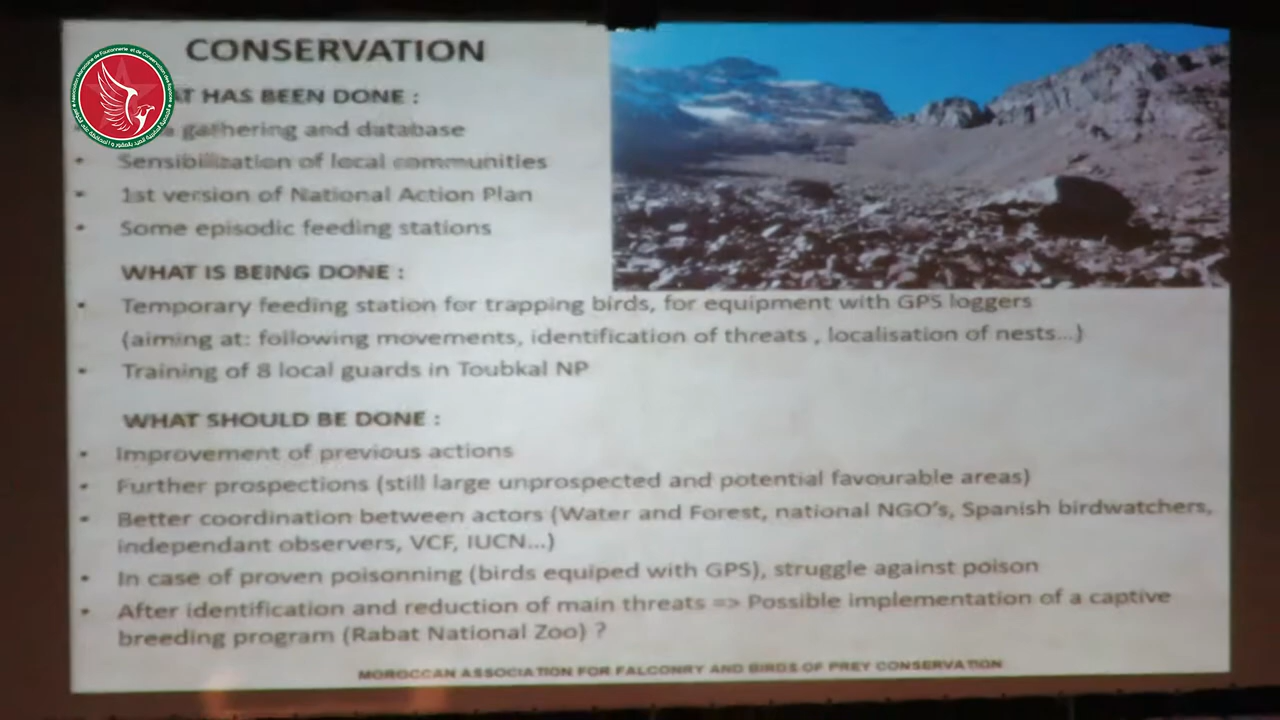 CONSERVATION
HAS BEEN DONE :
gathering and database
• Sensibilization of local communities
• 1st version of National Action Plan
• Some episodic feeding stations
WHAT IS BEING DONE :
• Temporary feeding station for trapping birds, for equipment with GPS loggers
(aiming at: following movements, identification of threats , localisation of nests...)
• Training of 8 local guards in Toubkal NP
WHAT SHOULD BE DONE :
• Improvement of previous actions
• Further prospections (still large unprospected and potential favourable areas)
• Better coordination between actors (Water and Forest, national NGO's, Spanish birdwatchers,
independant observers, VCF, IUCN...)
• In case of proven poisonning (birds equiped with GPS), struggle against poison
• After identification and reduction of main threats => Possible implementation of a captive
breeding program (Rabat National Zoo) ?
MOROCCAN ASSOCIATION FOR FALCONRY AND BIRDS OF PREY CONSERVATION